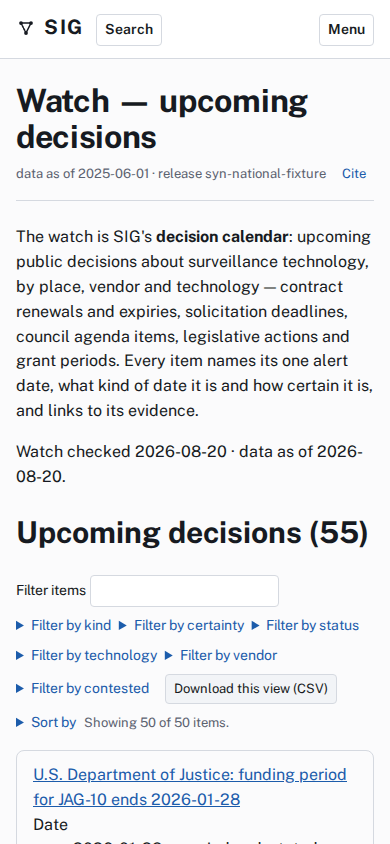 SIG
Search
Menu
Watch — upcoming
decisions
data as of 2025-06-01 · release syn-national-fixture Cite
The watch is SIG's decision calendar: upcoming
public decisions about surveillance technology,
by place, vendor and technology — contract
renewals and expiries, solicitation deadlines,
council agenda items, legislative actions and
grant periods. Every item names its one alert
date, what kind of date it is and how certain it is,
and links to its evidence.
Watch checked 2026-08-20 · data as of 2026-
08-20.
Upcoming decisions (55)
Filter items
Filter by kind Filter by certainty Filter by status
Filter by technology Filter by vendor
Filter by contested Download this view (CSV)
Sort by Showing 50 of 50 items.
U.S. Department of Justice: funding period
for JAG-10 ends 2026-01-28
Date